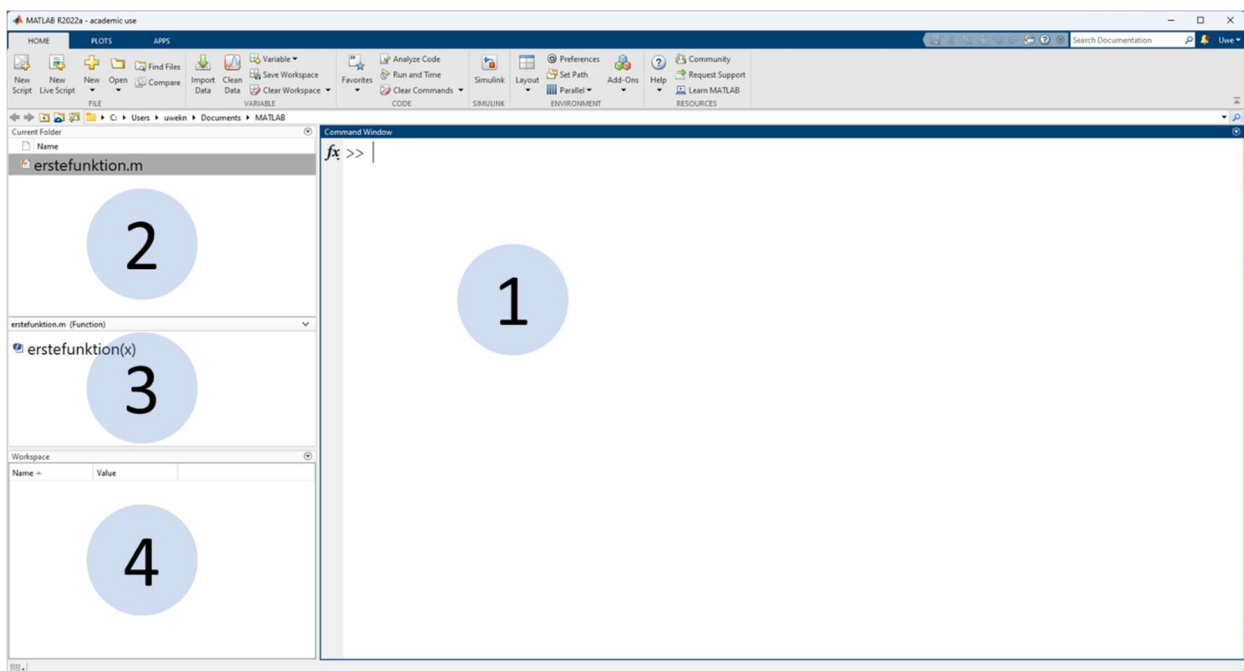 MATLAB R2022a - academic use
HOME PLOTS APPS
Search Documentation
Uwe
New Script
New Live Script
New
Open
Find Files
Compare
FILE
Import Data
Clean Data
Variable
Save Workspace
Clear Workspace
VARIABLE
Favorites
Analyze Code
Run and Time
Clear Commands
CODE
Simulink
SIMULINK
Layout
Preferences
Set Path
Parallel
Add-Ons
ENVIRONMENT
Help
Community
Request Support
Learn MATLAB
RESOURCES
C: Users uwekn Documents MATLAB
Current Folder
Name
erstefunktion.m
2
erstefunktion.m (Function)
erstefunktion(x)
3
Workspace
Name Value
4
Command Window
fx >>
1